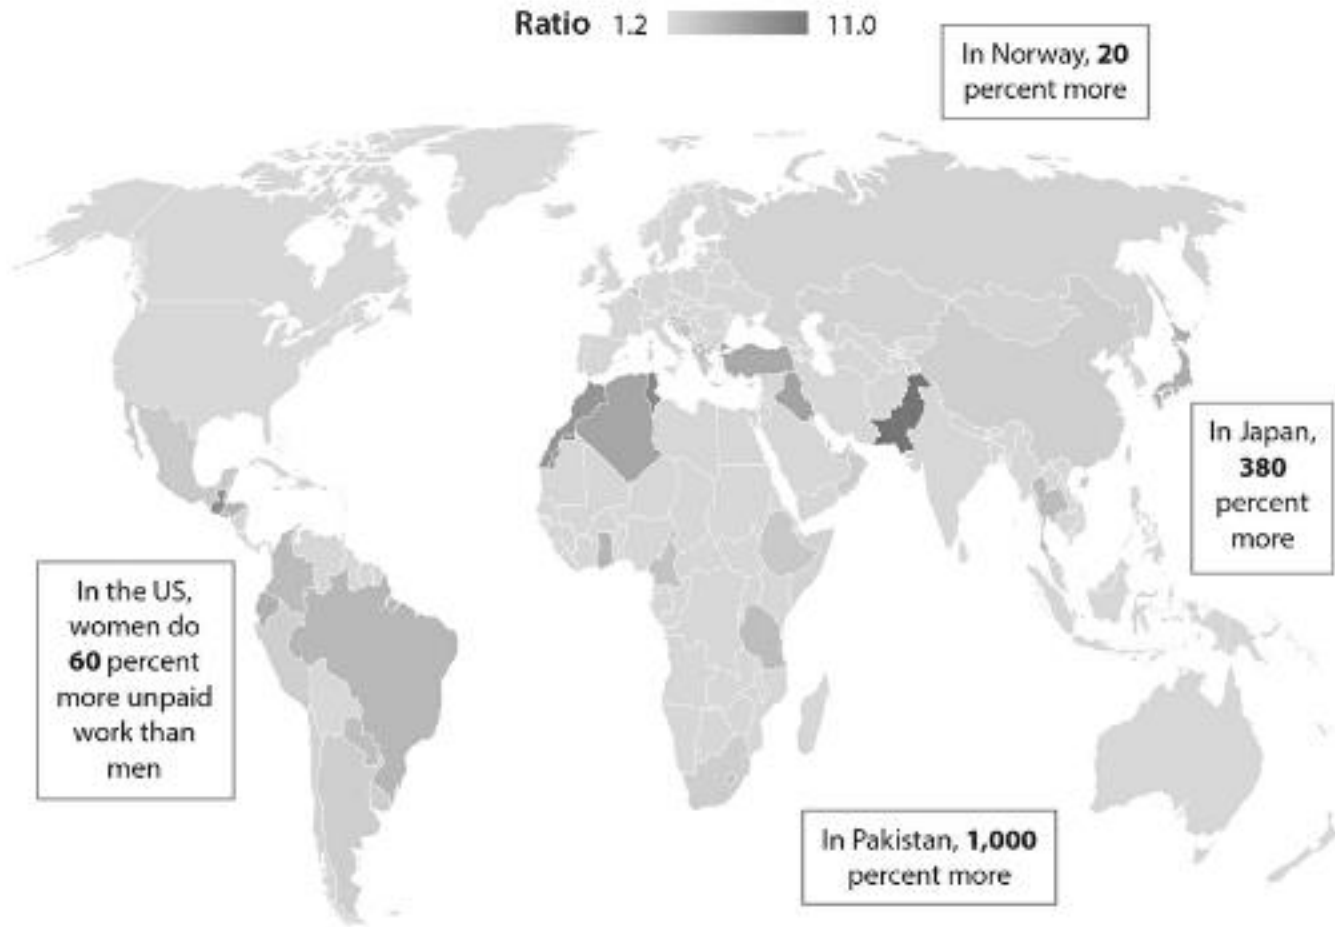 Ratio 1.2 11.0
In Norway, 20
percent more
In Japan,
380
percent
more
In the US,
women do
60 percent
more unpaid
work than
men
In Pakistan, 1,000
percent more